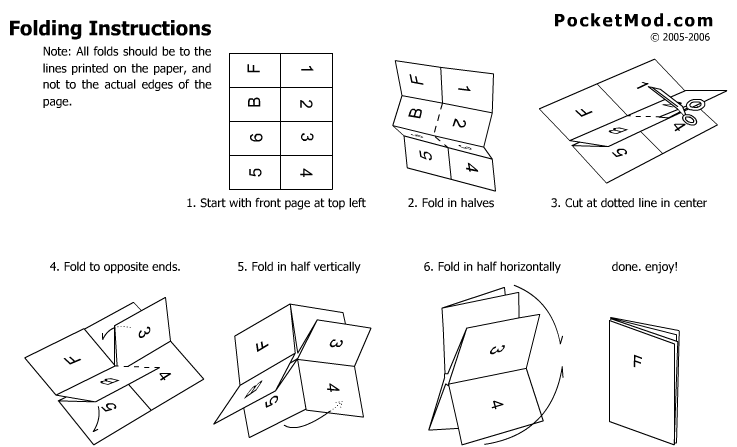 Folding Instructions
PocketMod.com
© 2005-2006
Note: All folds should be to the
lines printed on the paper, and
not to the actual edges of the
page.
F 1
B 2
6 3
5 4
F 1
B 2
6 3
5 4
F 1
B
5 4
1. Start with front page at top left
2. Fold in halves
3. Cut at dotted line in center
4. Fold to opposite ends.
5. Fold in half vertically
6. Fold in half horizontally
done. enjoy!
F 3
B
5 4
F 3
B
5 4
3
4
F